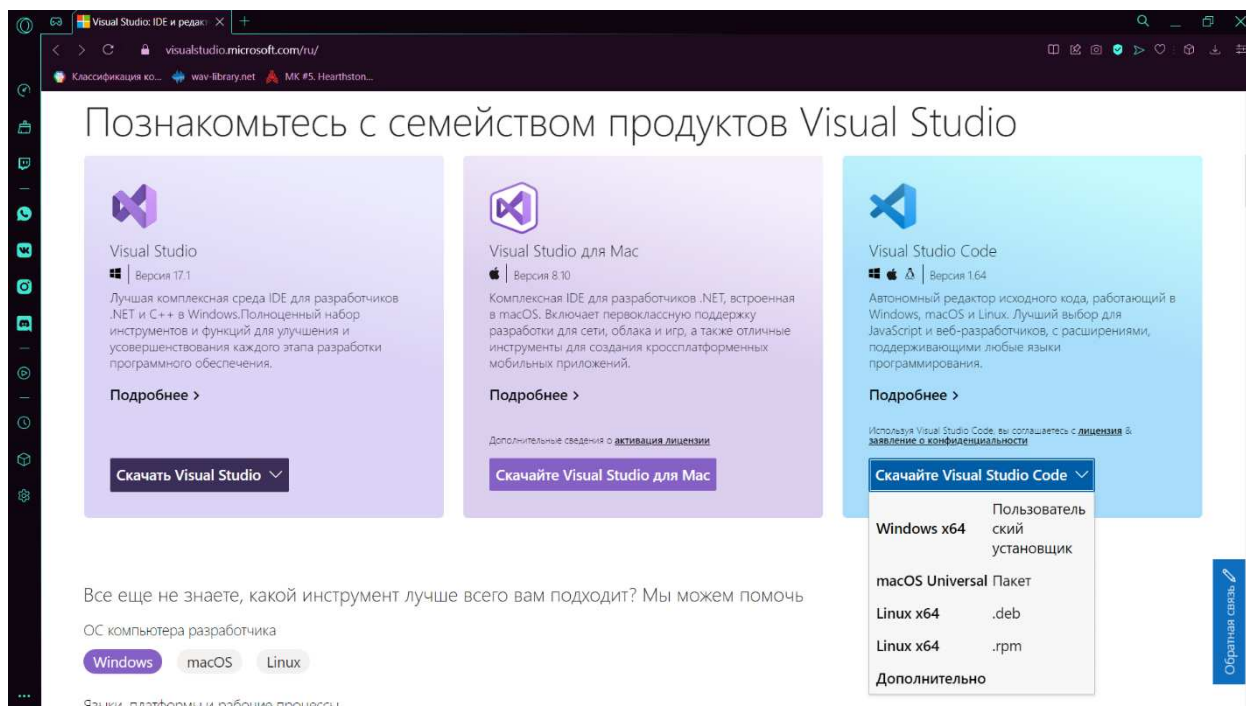 Visual Studio: IDE и редакт
visualstudio.microsoft.com/ru/
Классификация ко...
wav-library.net
MK #5. Hearthston...
Познакомьтесь с семейством продуктов Visual Studio
Visual Studio
Версия 17.1
Лучшая комплексная среда IDE для разработчиков
.NET и C++ в Windows.Полноценный набор
инструментов и функций для улучшения и
усовершенствования каждого этапа разработки
программного обеспечения.
Подробнее >
Скачать Visual Studio
Visual Studio для Mac
Версия 8.10
Комплексная IDE для разработчиков .NET, встроенная
в macOS. Включает первоклассную поддержку
разработки для сети, облака и игр, а также отличные
инструменты для создания кроссплатформенных
мобильных приложений.
Подробнее >
Дополнительные сведения о активация лицензии
Скачайте Visual Studio для Mac
Visual Studio Code
Версия 1.64
Автономный редактор исходного кода, работающий в
Windows, macOS и Linux. Лучший выбор для
JavaScript и веб-разработчиков, с расширениями,
поддерживающими любые языки
программирования.
Подробнее >
Используя Visual Studio Code, вы соглашаетесь с лицензия &
заявление о конфиденциальности
Скачайте Visual Studio Code
Windows x64 Пользователь
ский
установщик
macOS Universal Пакет
Linux x64 .deb
Linux x64 .rpm
Дополнительно
Все еще не знаете, какой инструмент лучше всего вам подходит? Мы можем помочь
ОС компьютера разработчика
Windows macOS Linux
Языки, платформы и рабочие процессы
Обратная связь